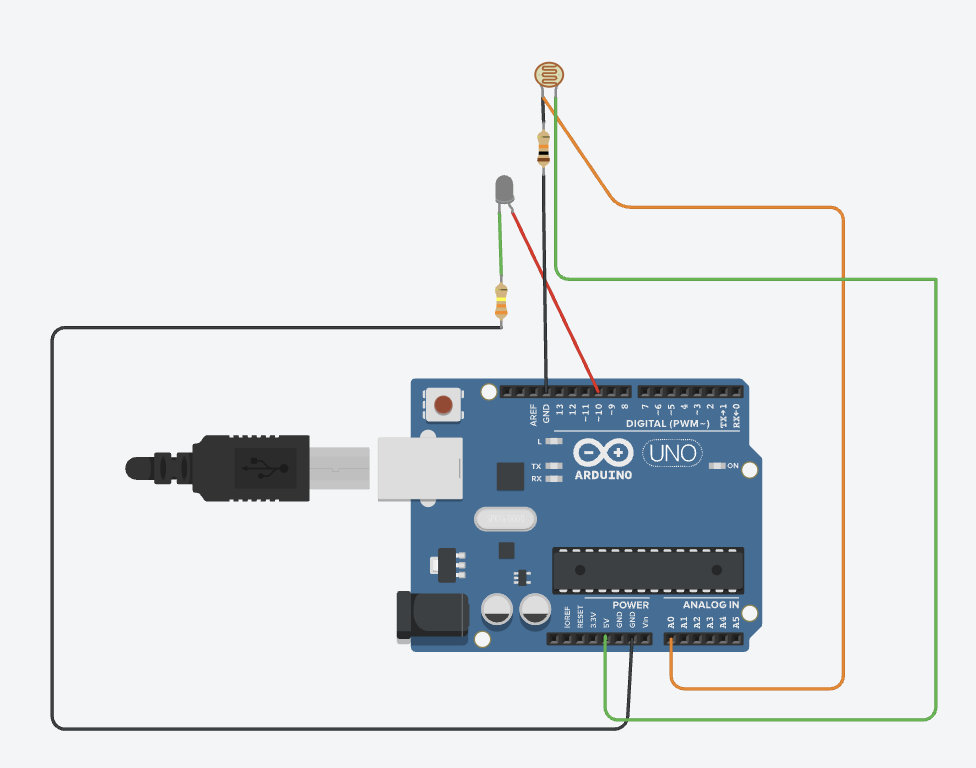 AREF
GND
13
12
~11
~10
~9
8
7
~6
~5
4
~3
2
TX→1
RX←0
DIGITAL (PWM~)
L
TX
RX
ARDUINO
UNO
ON
POWER
ANALOG IN
IOREF
RESET
3.3V
5V
GND
GND
Vin
A0
A1
A2
A3
A4
A5